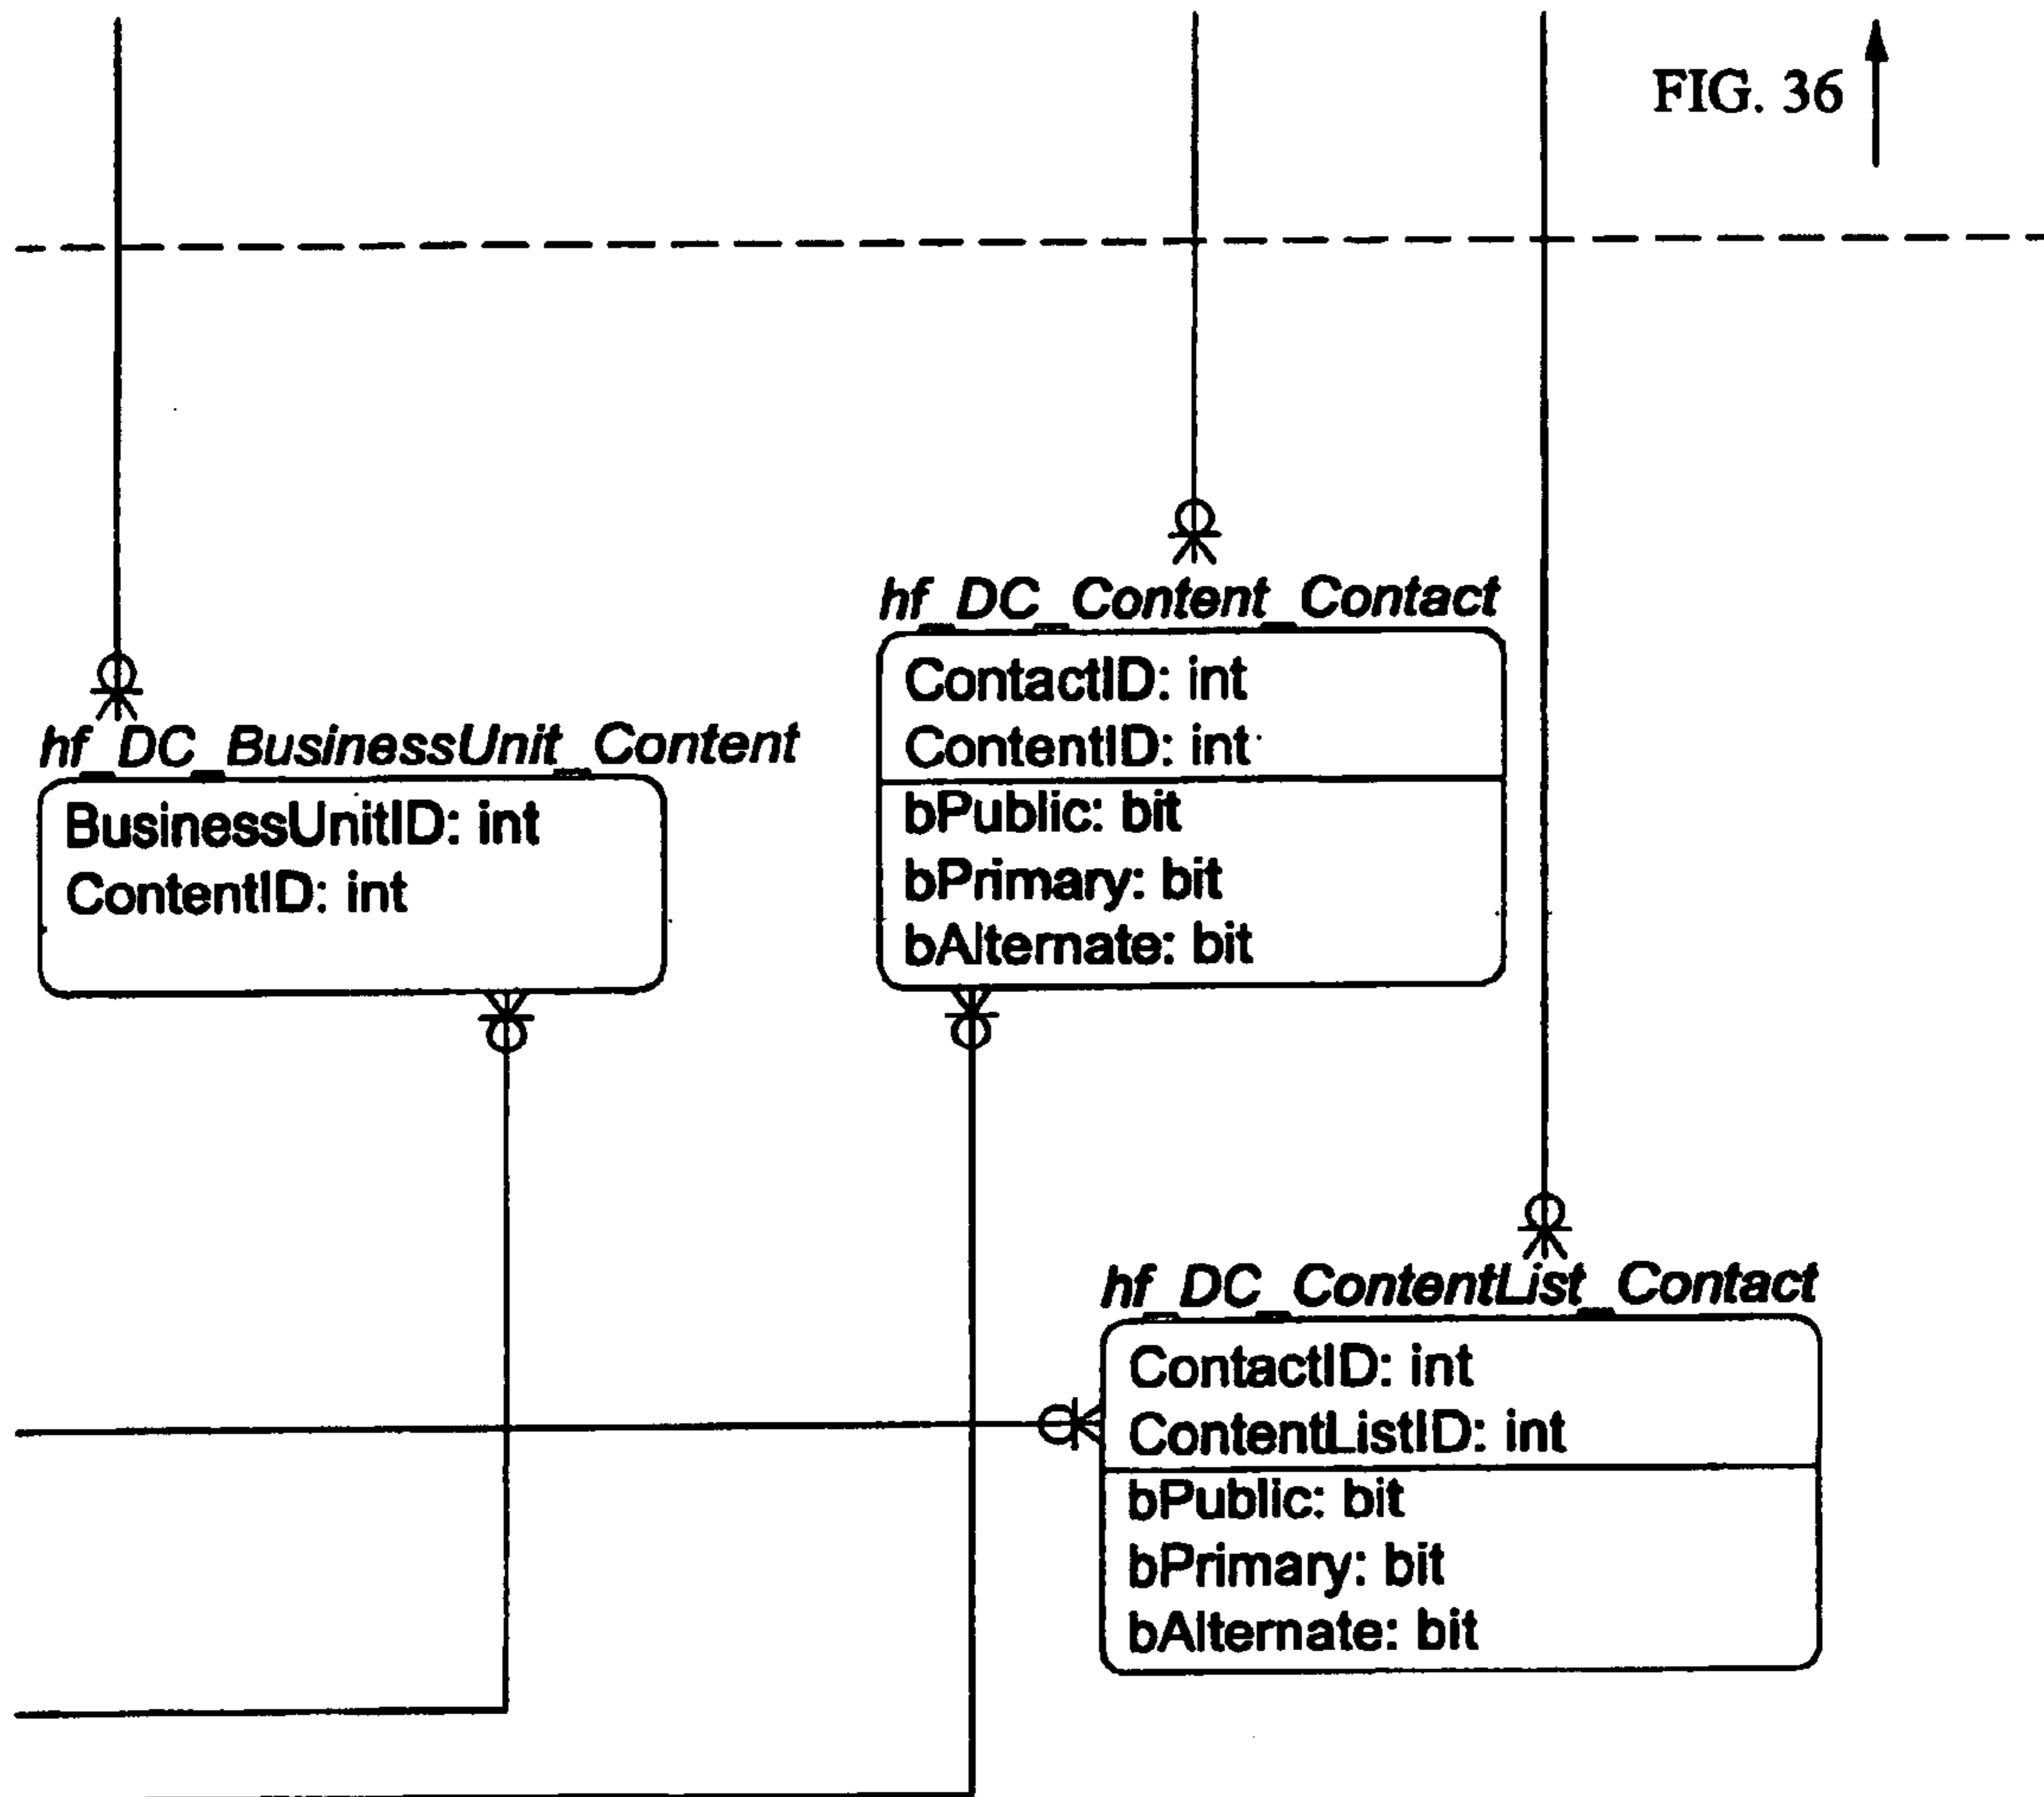 FIG. 36
hf_DC_Content_Contact
ContactID: int
ContentID: int
bPublic: bit
bPrimary: bit
bAlternate: bit
hf_DC_BusinessUnit_Content
BusinessUnitID: int
ContentID: int
hf_DC_ContentList_Contact
ContactID: int
ContentListID: int
bPublic: bit
bPrimary: bit
bAlternate: bit